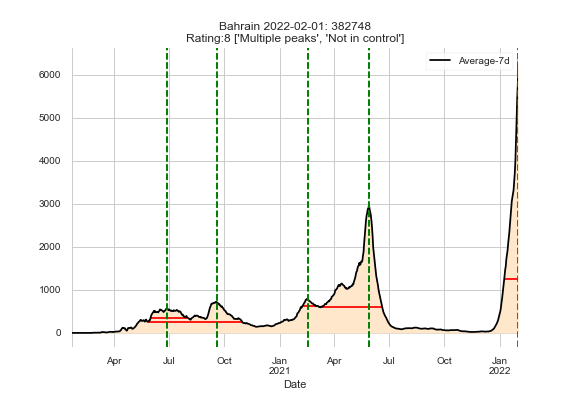 Bahrain 2022-02-01: 382748
Rating:8 ['Multiple peaks', 'Not in control']
Average-7d
6000
5000
4000
3000
2000
1000
0
Apr Jul Oct Jan Apr Jul Oct Jan
2021 2022
Date